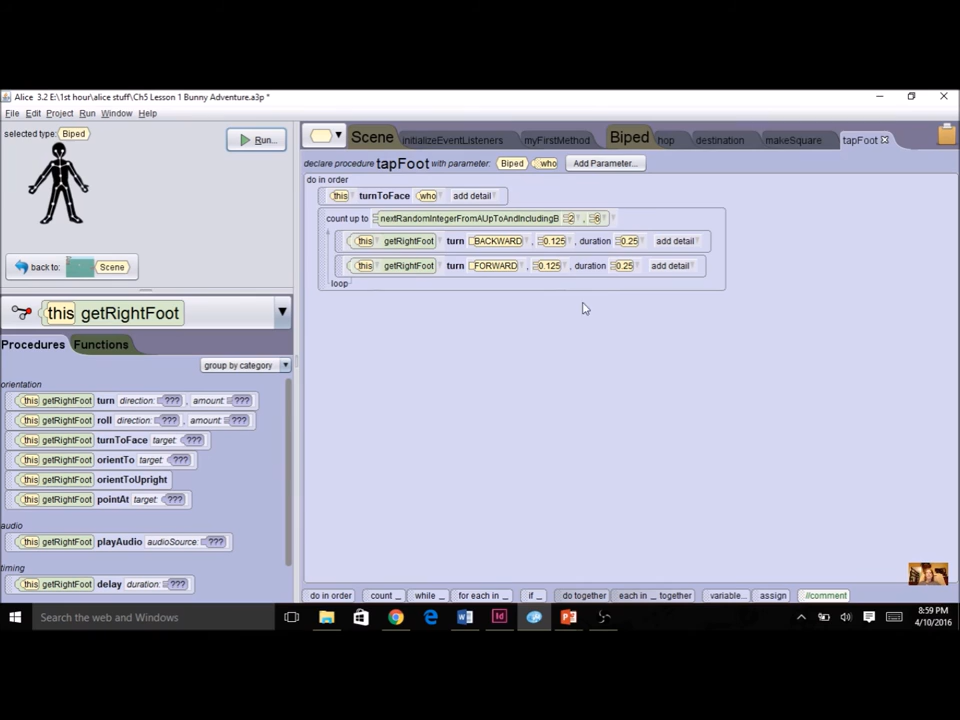 Alice 3.2 E:\1st hour\alice stuff\Ch5 Lesson 1 Bunny Adventure.a3p *
File Edit Project Run Window Help
selected type: Biped
Run...
back to: Scene
this getRightFoot
Procedures Functions
group by category
orientation
this getRightFoot turn direction: ??? , amount: ???
this getRightFoot roll direction: ??? , amount: ???
this getRightFoot turnToFace target: ???
this getRightFoot orientTo target: ???
this getRightFoot orientToUpright
this getRightFoot pointAt target: ???
audio
this getRightFoot playAudio audioSource: ???
timing
this getRightFoot delay duration: ???
Scene initializeEventListeners myFirstMethod Biped hop destination makeSquare tapFoot
declare procedure tapFoot with parameter: Biped who Add Parameter...
do in order
this turnToFace who add detail
count up to nextRandomIntegerFromAUpToAndIncludingB 2 , 6
this getRightFoot turn BACKWARD , 0.125 , duration 0.25 add detail
this getRightFoot turn FORWARD , 0.125 , duration 0.25 add detail
loop
do in order count _ while _ for each in _ if _ do together each in _ together variable... assign //comment
Search the web and Windows
8:59 PM
4/10/2016